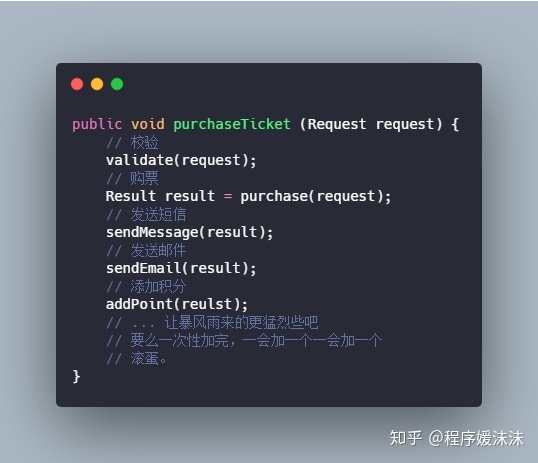 public void purchaseTicket (Request request) {
// 校验
validate(request);
// 购票
Result result = purchase(request);
// 发送短信
sendMessage(result);
// 发送邮件
sendEmail(result);
// 添加积分
addPoint(reulst);
// ... 让暴风雨来的更猛烈些吧
// 要么一次性加完，一会加一个一会加一个
// 滚蛋。
}
知乎 @程序媛沫沫